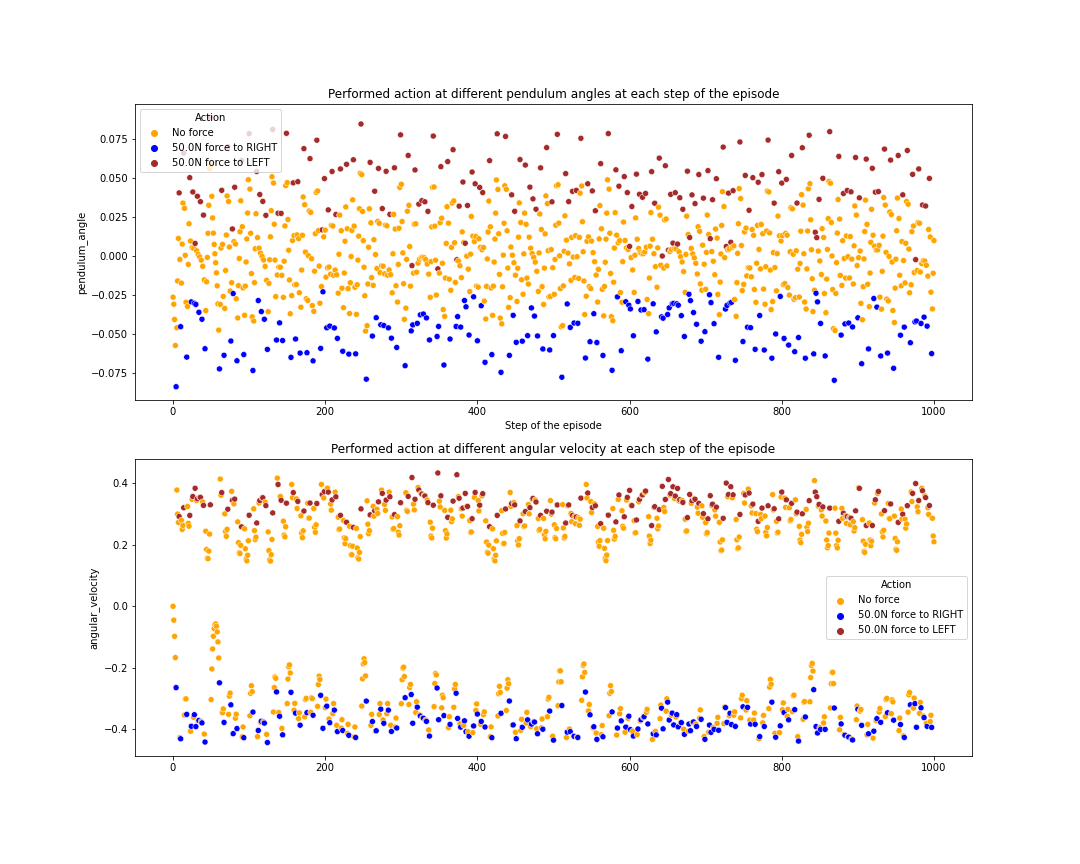 Performed action at different pendulum angles at each step of the episode
Action
No force
50.0N force to RIGHT
50.0N force to LEFT
pendulum_angle
0.075
0.050
0.025
0.000
−0.025
−0.050
−0.075
0
200
400
600
800
1000
Step of the episode
Performed action at different angular velocity at each step of the episode
angular_velocity
0.4
0.2
0.0
−0.2
−0.4
Action
No force
50.0N force to RIGHT
50.0N force to LEFT
0
200
400
600
800
1000